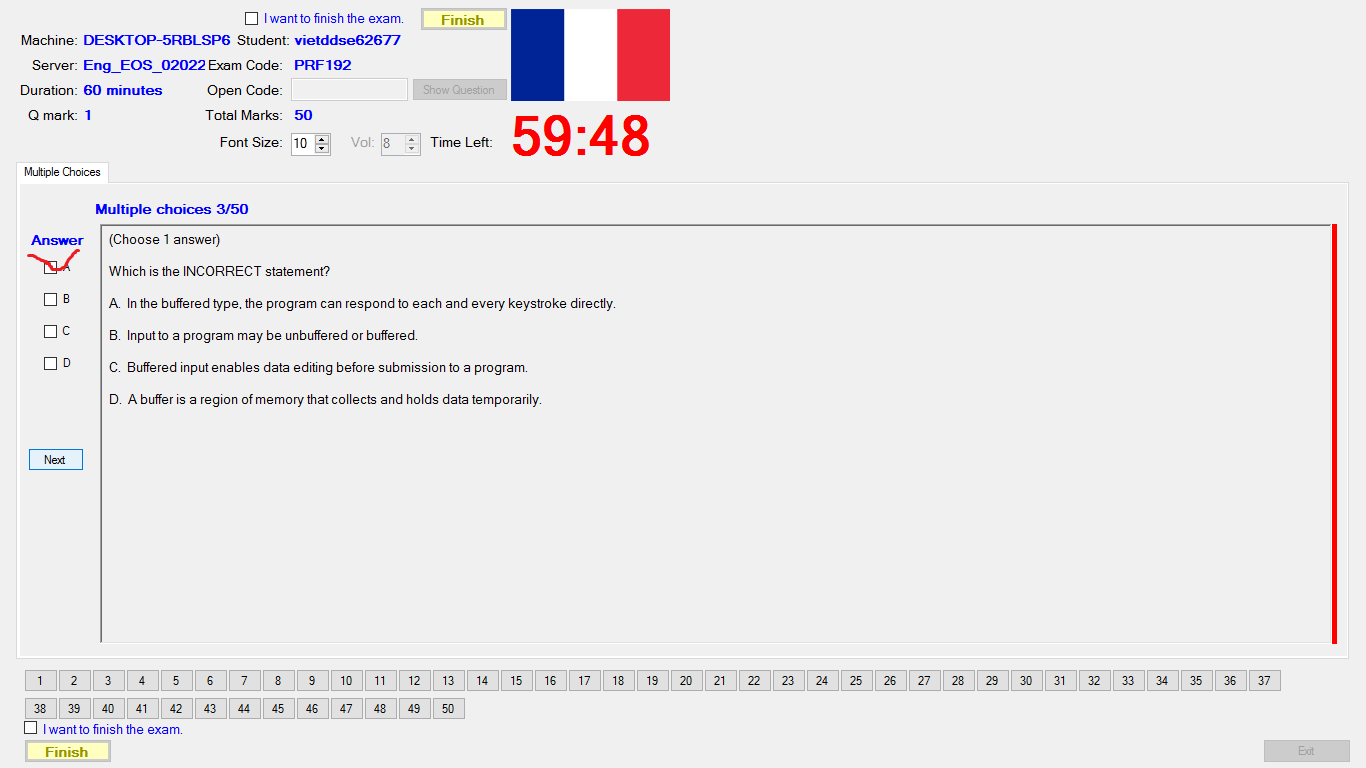 I want to finish the exam. Finish
Machine: DESKTOP-5RBLSP6 Student: vietddse62677
Server: Eng_EOS_02022 Exam Code: PRF192
Duration: 60 minutes Open Code: Show Question
Q mark: 1 Total Marks: 50
Font Size: 10 Vol: 8 Time Left: 59:48
Multiple Choices
Multiple choices 3/50
Answer
(Choose 1 answer)
A
Which is the INCORRECT statement?
B
A. In the buffered type, the program can respond to each and every keystroke directly.
C
B. Input to a program may be unbuffered or buffered.
D
C. Buffered input enables data editing before submission to a program.
D. A buffer is a region of memory that collects and holds data temporarily.
Next
1 2 3 4 5 6 7 8 9 10 11 12 13 14 15 16 17 18 19 20 21 22 23 24 25 26 27 28 29 30 31 32 33 34 35 36 37
38 39 40 41 42 43 44 45 46 47 48 49 50
I want to finish the exam.
Finish Exit